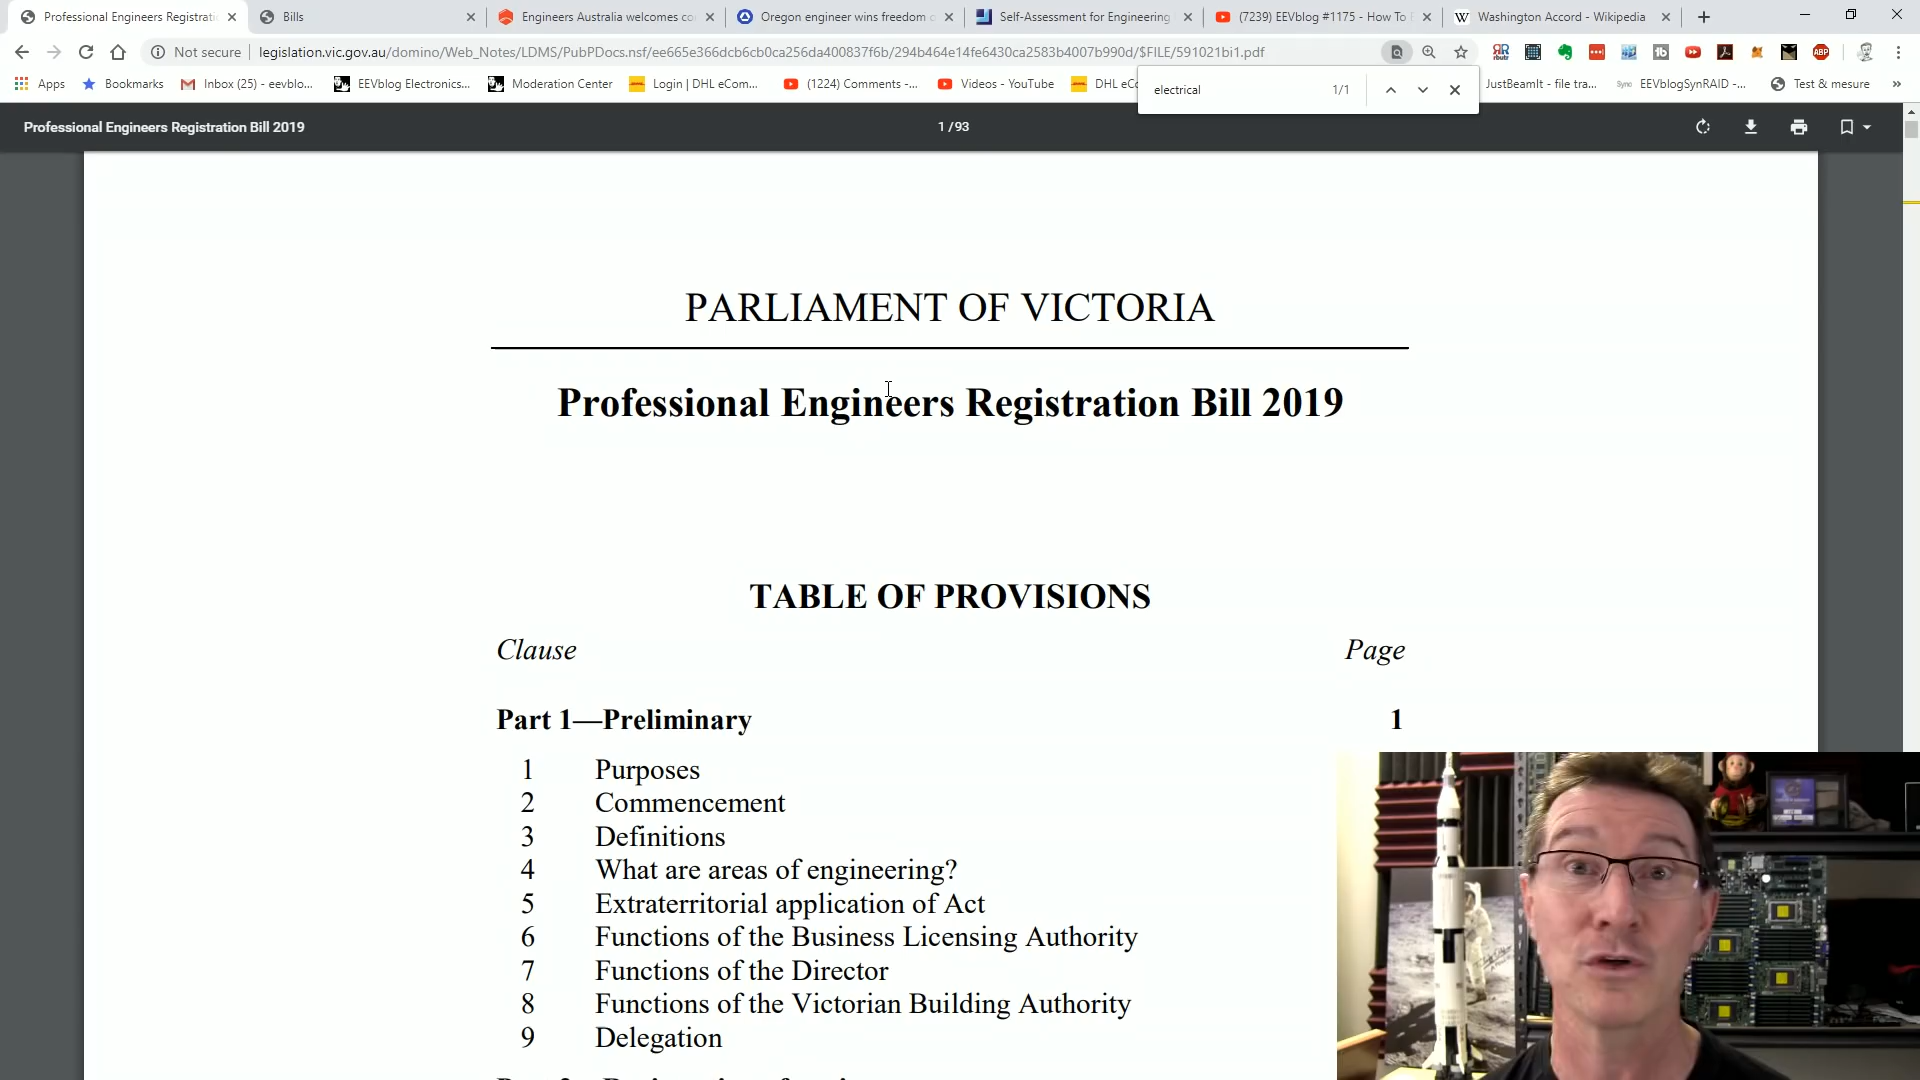 Professional Engineers Registrati
Bills
Engineers Australia welcomes co
Oregon engineer wins freedom o
Self-Assessment for Engineering
(7239) EEVblog #1175 - How To E
Washington Accord - Wikipedia
Not secure
legislation.vic.gov.au/domino/Web_Notes/LDMS/PubPDocs.nsf/ee665e366dcb6cb0ca256da400837f6b/294b464e14fe6430ca2583b4007b990d/$FILE/591021bi1.pdf
Apps
Bookmarks
Inbox (25) - eevblo...
EEVblog Electronics...
Moderation Center
Login | DHL eCom...
(1224) Comments -...
Videos - YouTube
DHL eC
JustBeamIt - file tra...
EEVblogSynRAID -...
Test & mesure
»
electrical
1/1
Professional Engineers Registration Bill 2019
1 / 93
PARLIAMENT OF VICTORIA
Professional Engineers Registration Bill 2019
TABLE OF PROVISIONS
Clause Page
Part 1—Preliminary 1
1 Purposes
2 Commencement
3 Definitions
4 What are areas of engineering?
5 Extraterritorial application of Act
6 Functions of the Business Licensing Authority
7 Functions of the Director
8 Functions of the Victorian Building Authority
9 Delegation